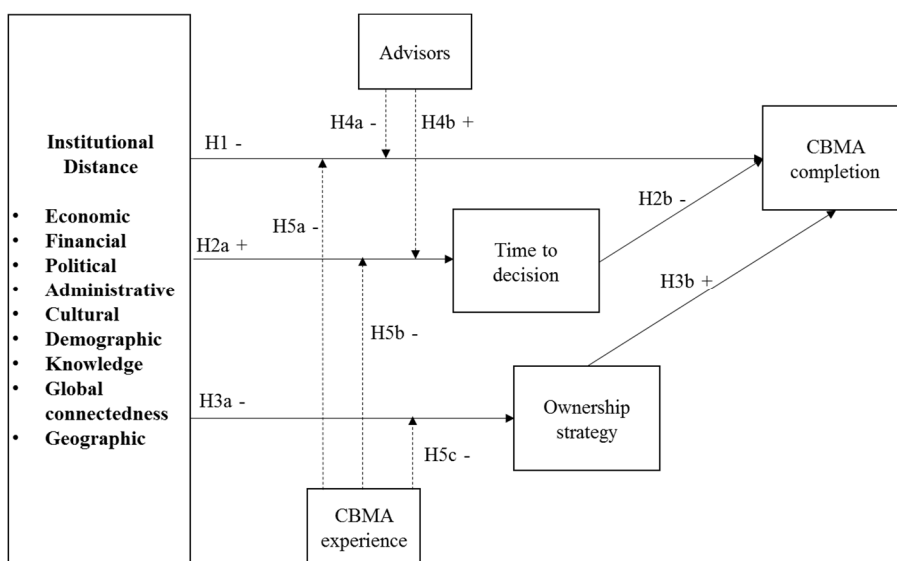 Advisors
Institutional
Distance
• Economic
• Financial
• Political
• Administrative
• Cultural
• Demographic
• Knowledge
• Global
connectedness
• Geographic
H1 -
H4a -
H4b +
CBMA
completion
H5a -
H2a +
Time to
decision
H2b -
H5b -
H3b +
H3a -
Ownership
strategy
H5c -
CBMA
experience